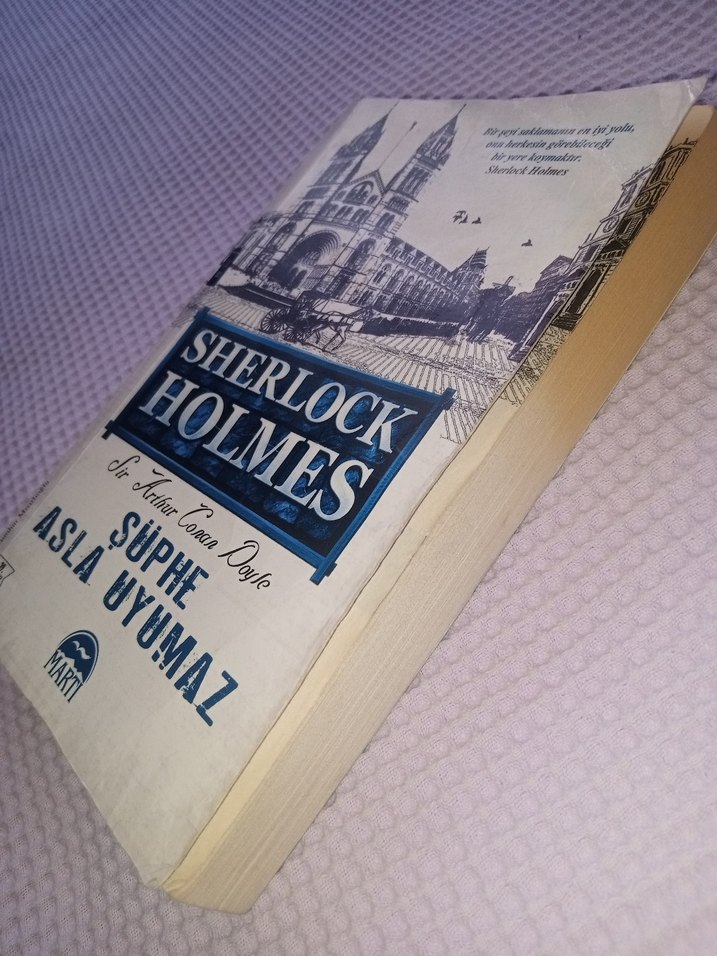 Bir şeyi saklamanın en iyi yolu,
onu herkesin görebileceği
bir yere koymaktır.
Sherlock Holmes
SHERLOCK
HOLMES
Sir Arthur Conan Doyle
ŞÜPHE
ASLA UYUMAZ
MARTI